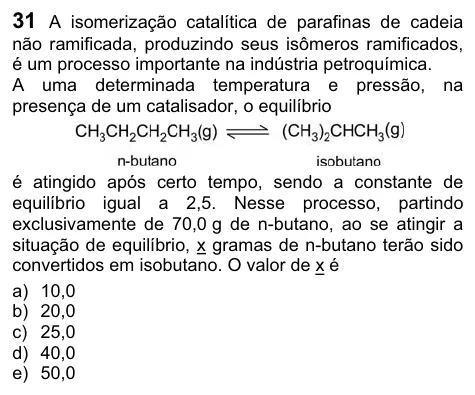 31 A isomerização catalítica de parafinas de cadeia
não ramificada, produzindo seus isômeros ramificados,
é um processo importante na indústria petroquímica.
A uma determinada temperatura e pressão, na
presença de um catalisador, o equilíbrio
CH₃CH₂CH₂CH₃(g) ⇌ (CH₃)₂CHCH₃(g)
n-butano isobutano
é atingido após certo tempo, sendo a constante de
equilíbrio igual a 2,5. Nesse processo, partindo
exclusivamente de 70,0 g de n-butano, ao se atingir a
situação de equilíbrio, x gramas de n-butano terão sido
convertidos em isobutano. O valor de x é
a) 10,0
b) 20,0
c) 25,0
d) 40,0
e) 50,0